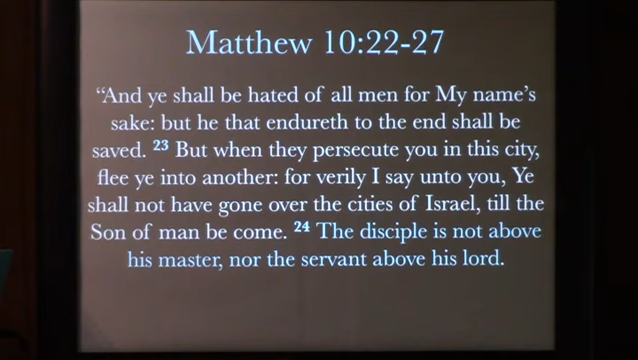 Matthew 10:22-27
“And ye shall be hated of all men for My name’s
sake: but he that endureth to the end shall be
saved. 23 But when they persecute you in this city,
flee ye into another: for verily I say unto you, Ye
shall not have gone over the cities of Israel, till the
Son of man be come. 24 The disciple is not above
his master, nor the servant above his lord.